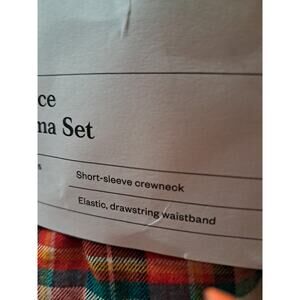 ce
ma Set
s
Short-sleeve crewneck
Elastic, drawstring waistband